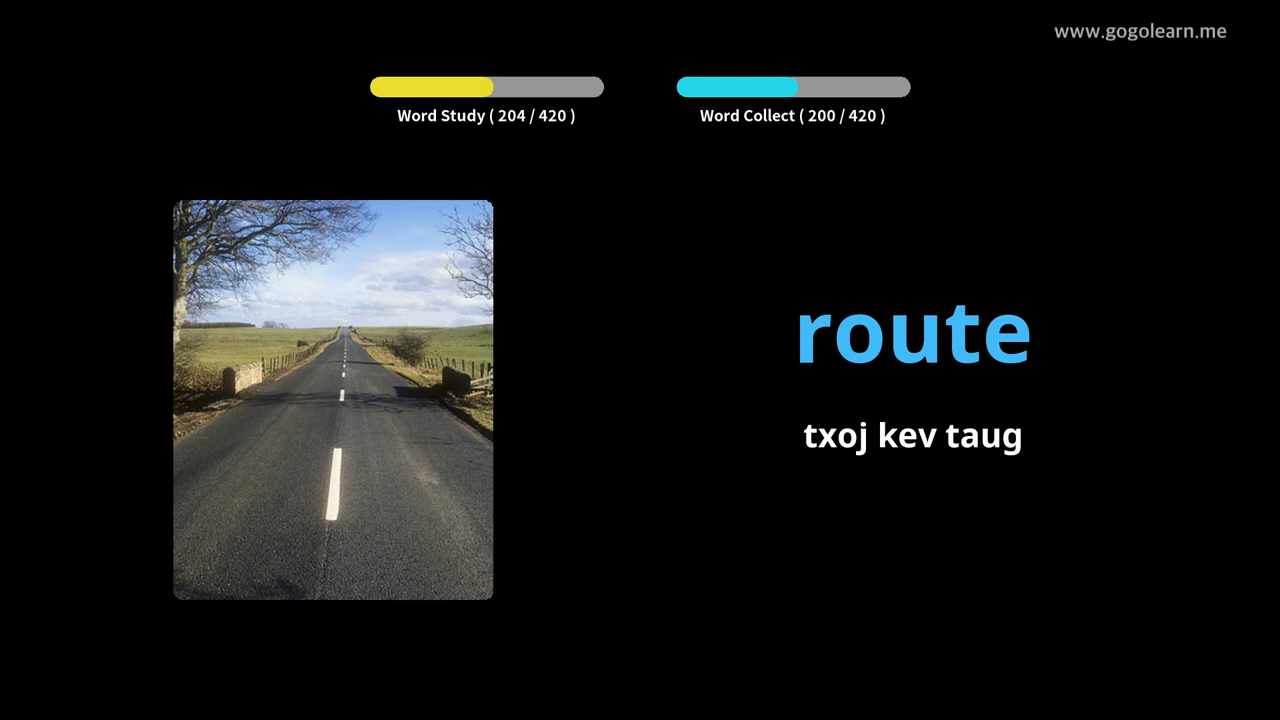 www.gogolearn.me
Word Study ( 204 / 420 )
Word Collect ( 200 / 420 )
route
txoj kev taug